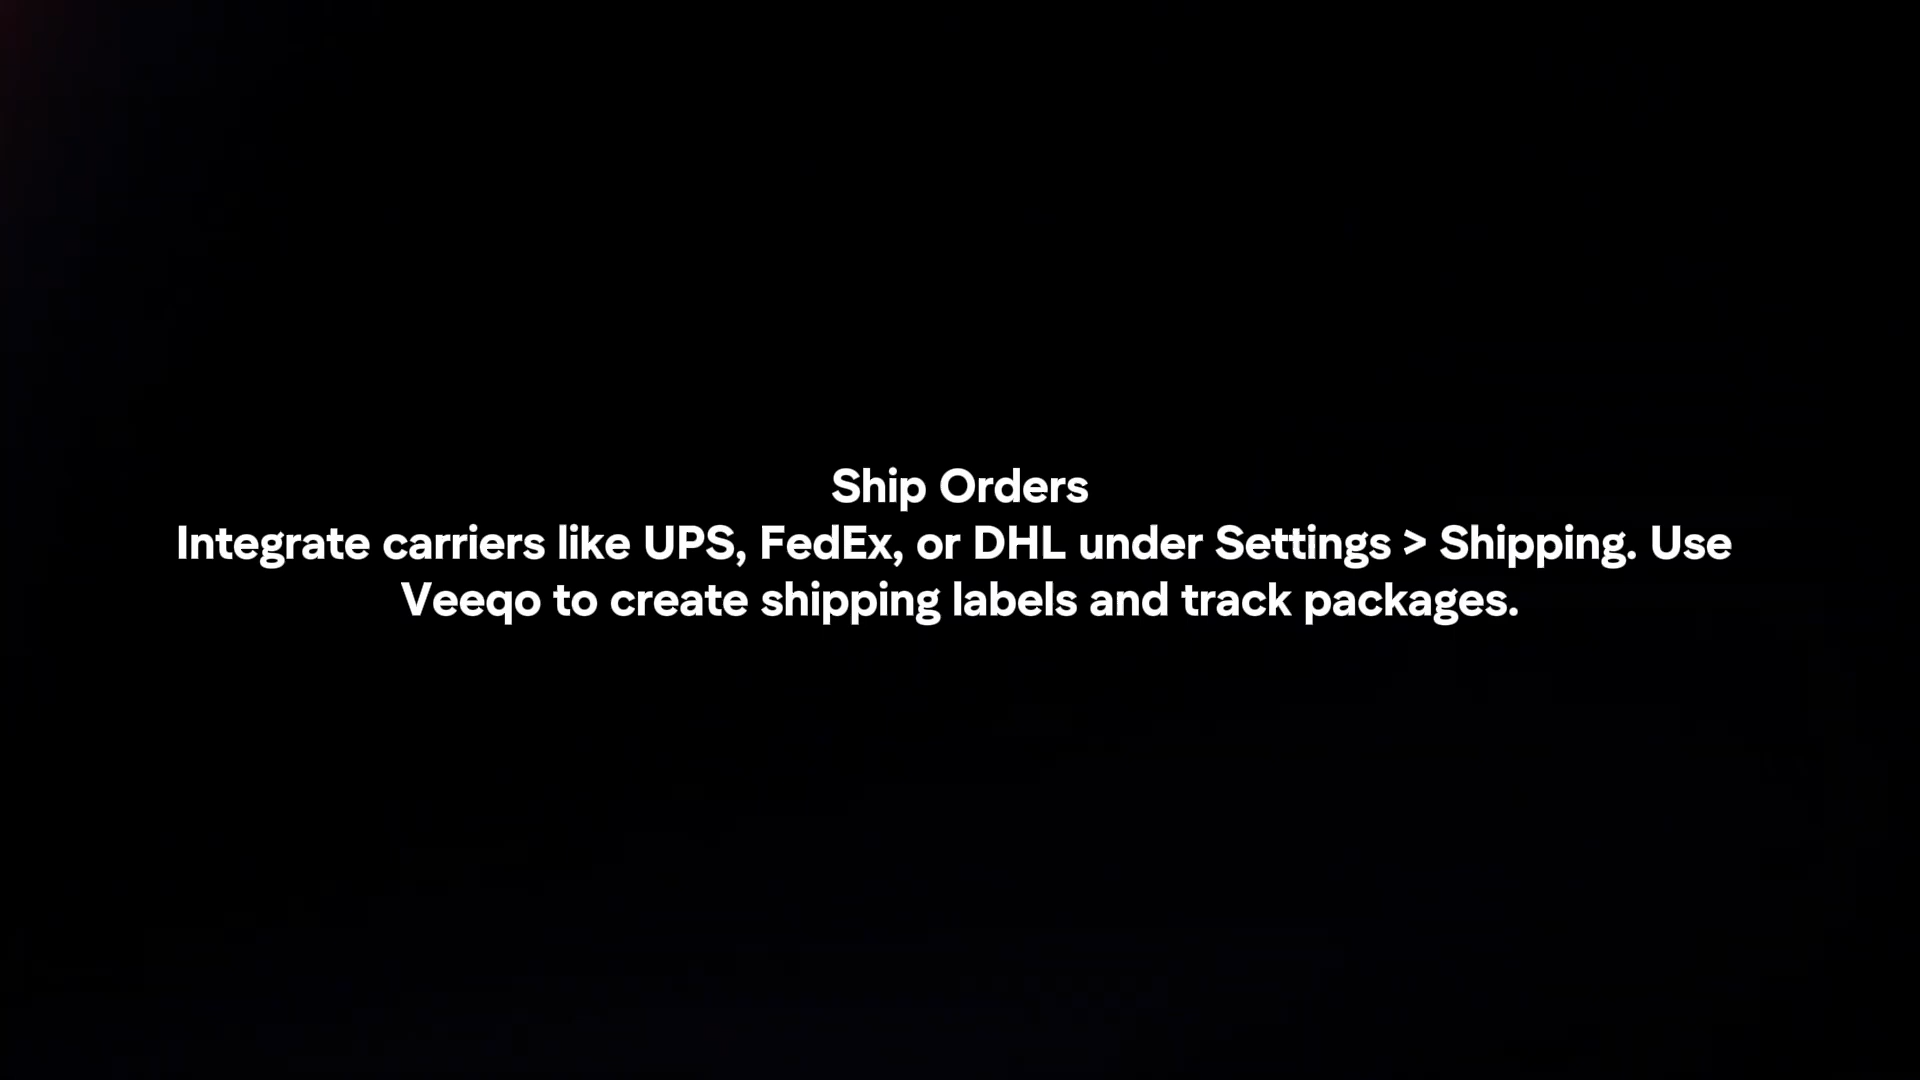 Ship Orders
Integrate carriers like UPS, FedEx, or DHL under Settings > Shipping. Use
Veeqo to create shipping labels and track packages.